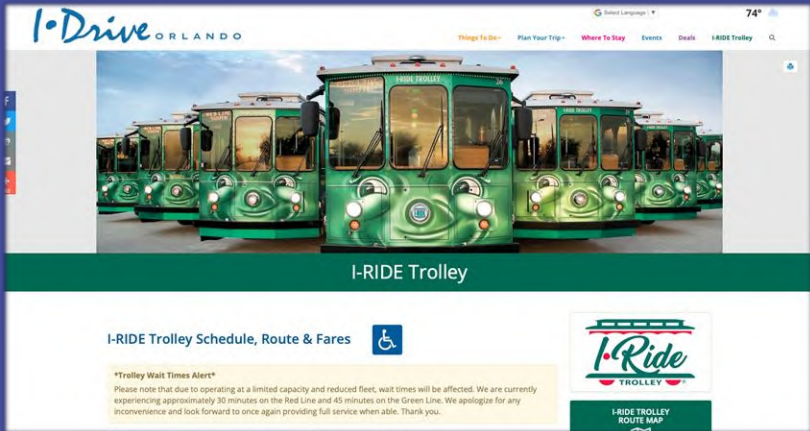 I•Drive ORLANDO
Select Language ▼
74°
Things To Do
Plan Your Trip
Where To Stay
Events
Deals
I-RIDE Trolley
I-RIDE TROLLEY
I-RIDE Trolley
I-RIDE Trolley Schedule, Route & Fares
*Trolley Wait Times Alert*
Please note that due to operating at a limited capacity and reduced fleet, wait times will be affected. We are currently
experiencing approximately 30 minutes on the Red Line and 45 minutes on the Green Line. We apologize for any
inconvenience and look forward to once again providing full service when able. Thank you.
I•Ride
TROLLEY
I-RIDE TROLLEY
ROUTE MAP